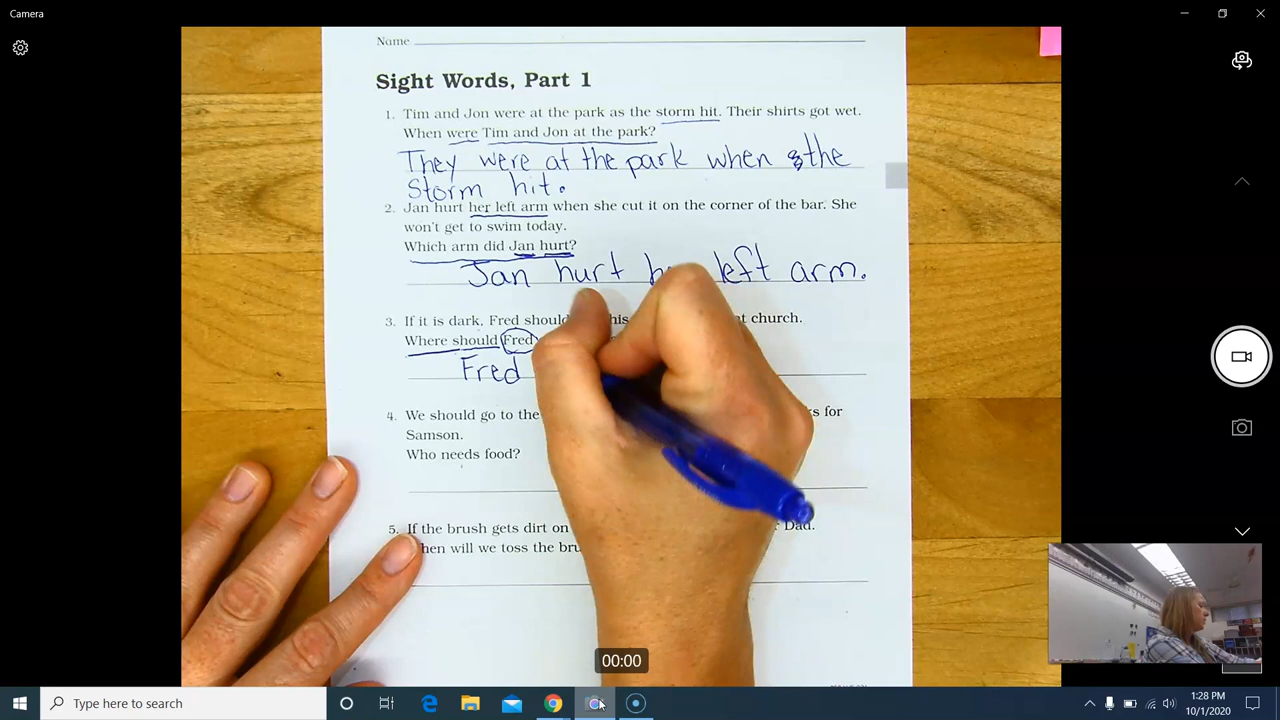 Camera
Name
Sight Words, Part 1
1. Tim and Jon were at the park as the storm hit. Their shirts got wet.
When were Tim and Jon at the park?
They were at the park when the
Storm hit.
2. Jan hurt her left arm when she cut it on the corner of the bar. She
won't get to swim today.
Which arm did Jan hurt?
Jan hurt left arm.
3. If it is dark, Fred should his church.
Where should Fred
Fred
4. We should go to the for
Samson.
Who needs food?
5. If the brush gets dirt on Dad.
hen will we toss the
00:00
Type here to search
1:28 PM
10/1/2020